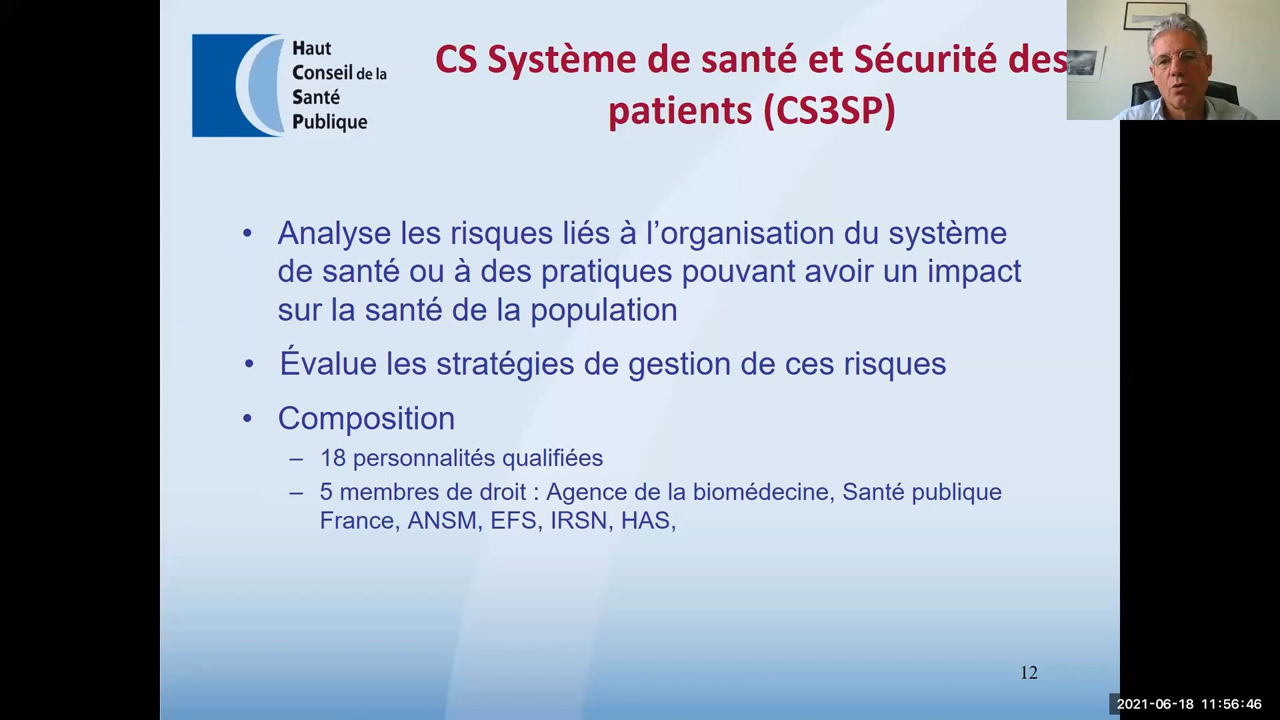 Haut
Conseil de la
Santé
Publique
CS Système de santé et Sécurité des
patients (CS3SP)
• Analyse les risques liés à l’organisation du système
de santé ou à des pratiques pouvant avoir un impact
sur la santé de la population
• Évalue les stratégies de gestion de ces risques
• Composition
– 18 personnalités qualifiées
– 5 membres de droit : Agence de la biomédecine, Santé publique
France, ANSM, EFS, IRSN, HAS,
12
2021-06-18 11:56:46